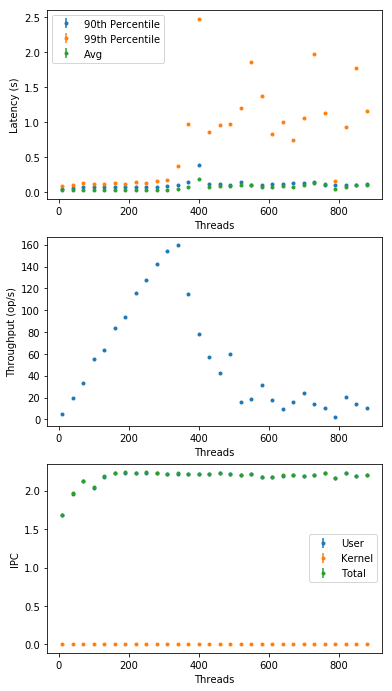 2.5
2.0
1.5
1.0
0.5
0.0
Latency (s)
90th Percentile
99th Percentile
Avg
0 200 400 600 800
Threads
160
140
120
100
80
60
40
20
0
Throughput (op/s)
0 200 400 600 800
Threads
2.0
1.5
1.0
0.5
0.0
IPC
User
Kernel
Total
0 200 400 600 800
Threads